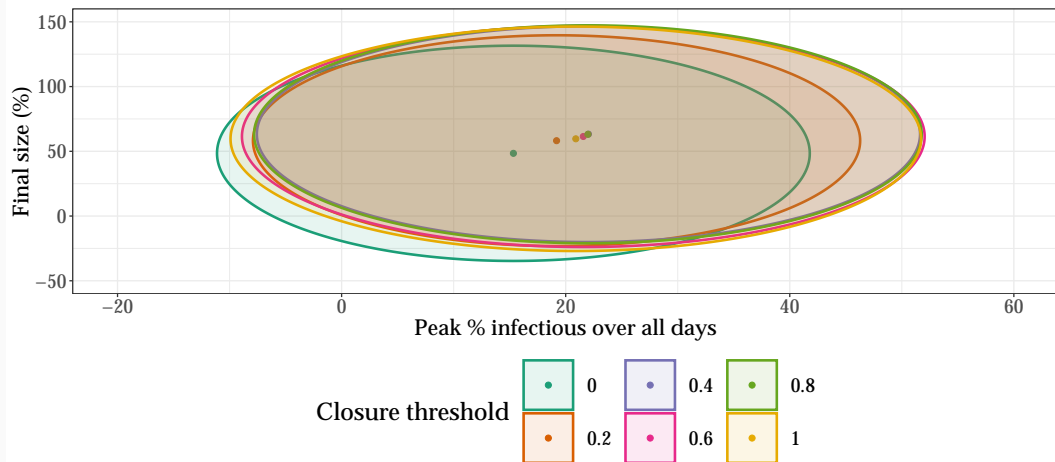 150
100
50
0
−50
Final size (%)
−20 0 20 40 60
Peak % infectious over all days
Closure threshold
0 0.4 0.8
0.2 0.6 1